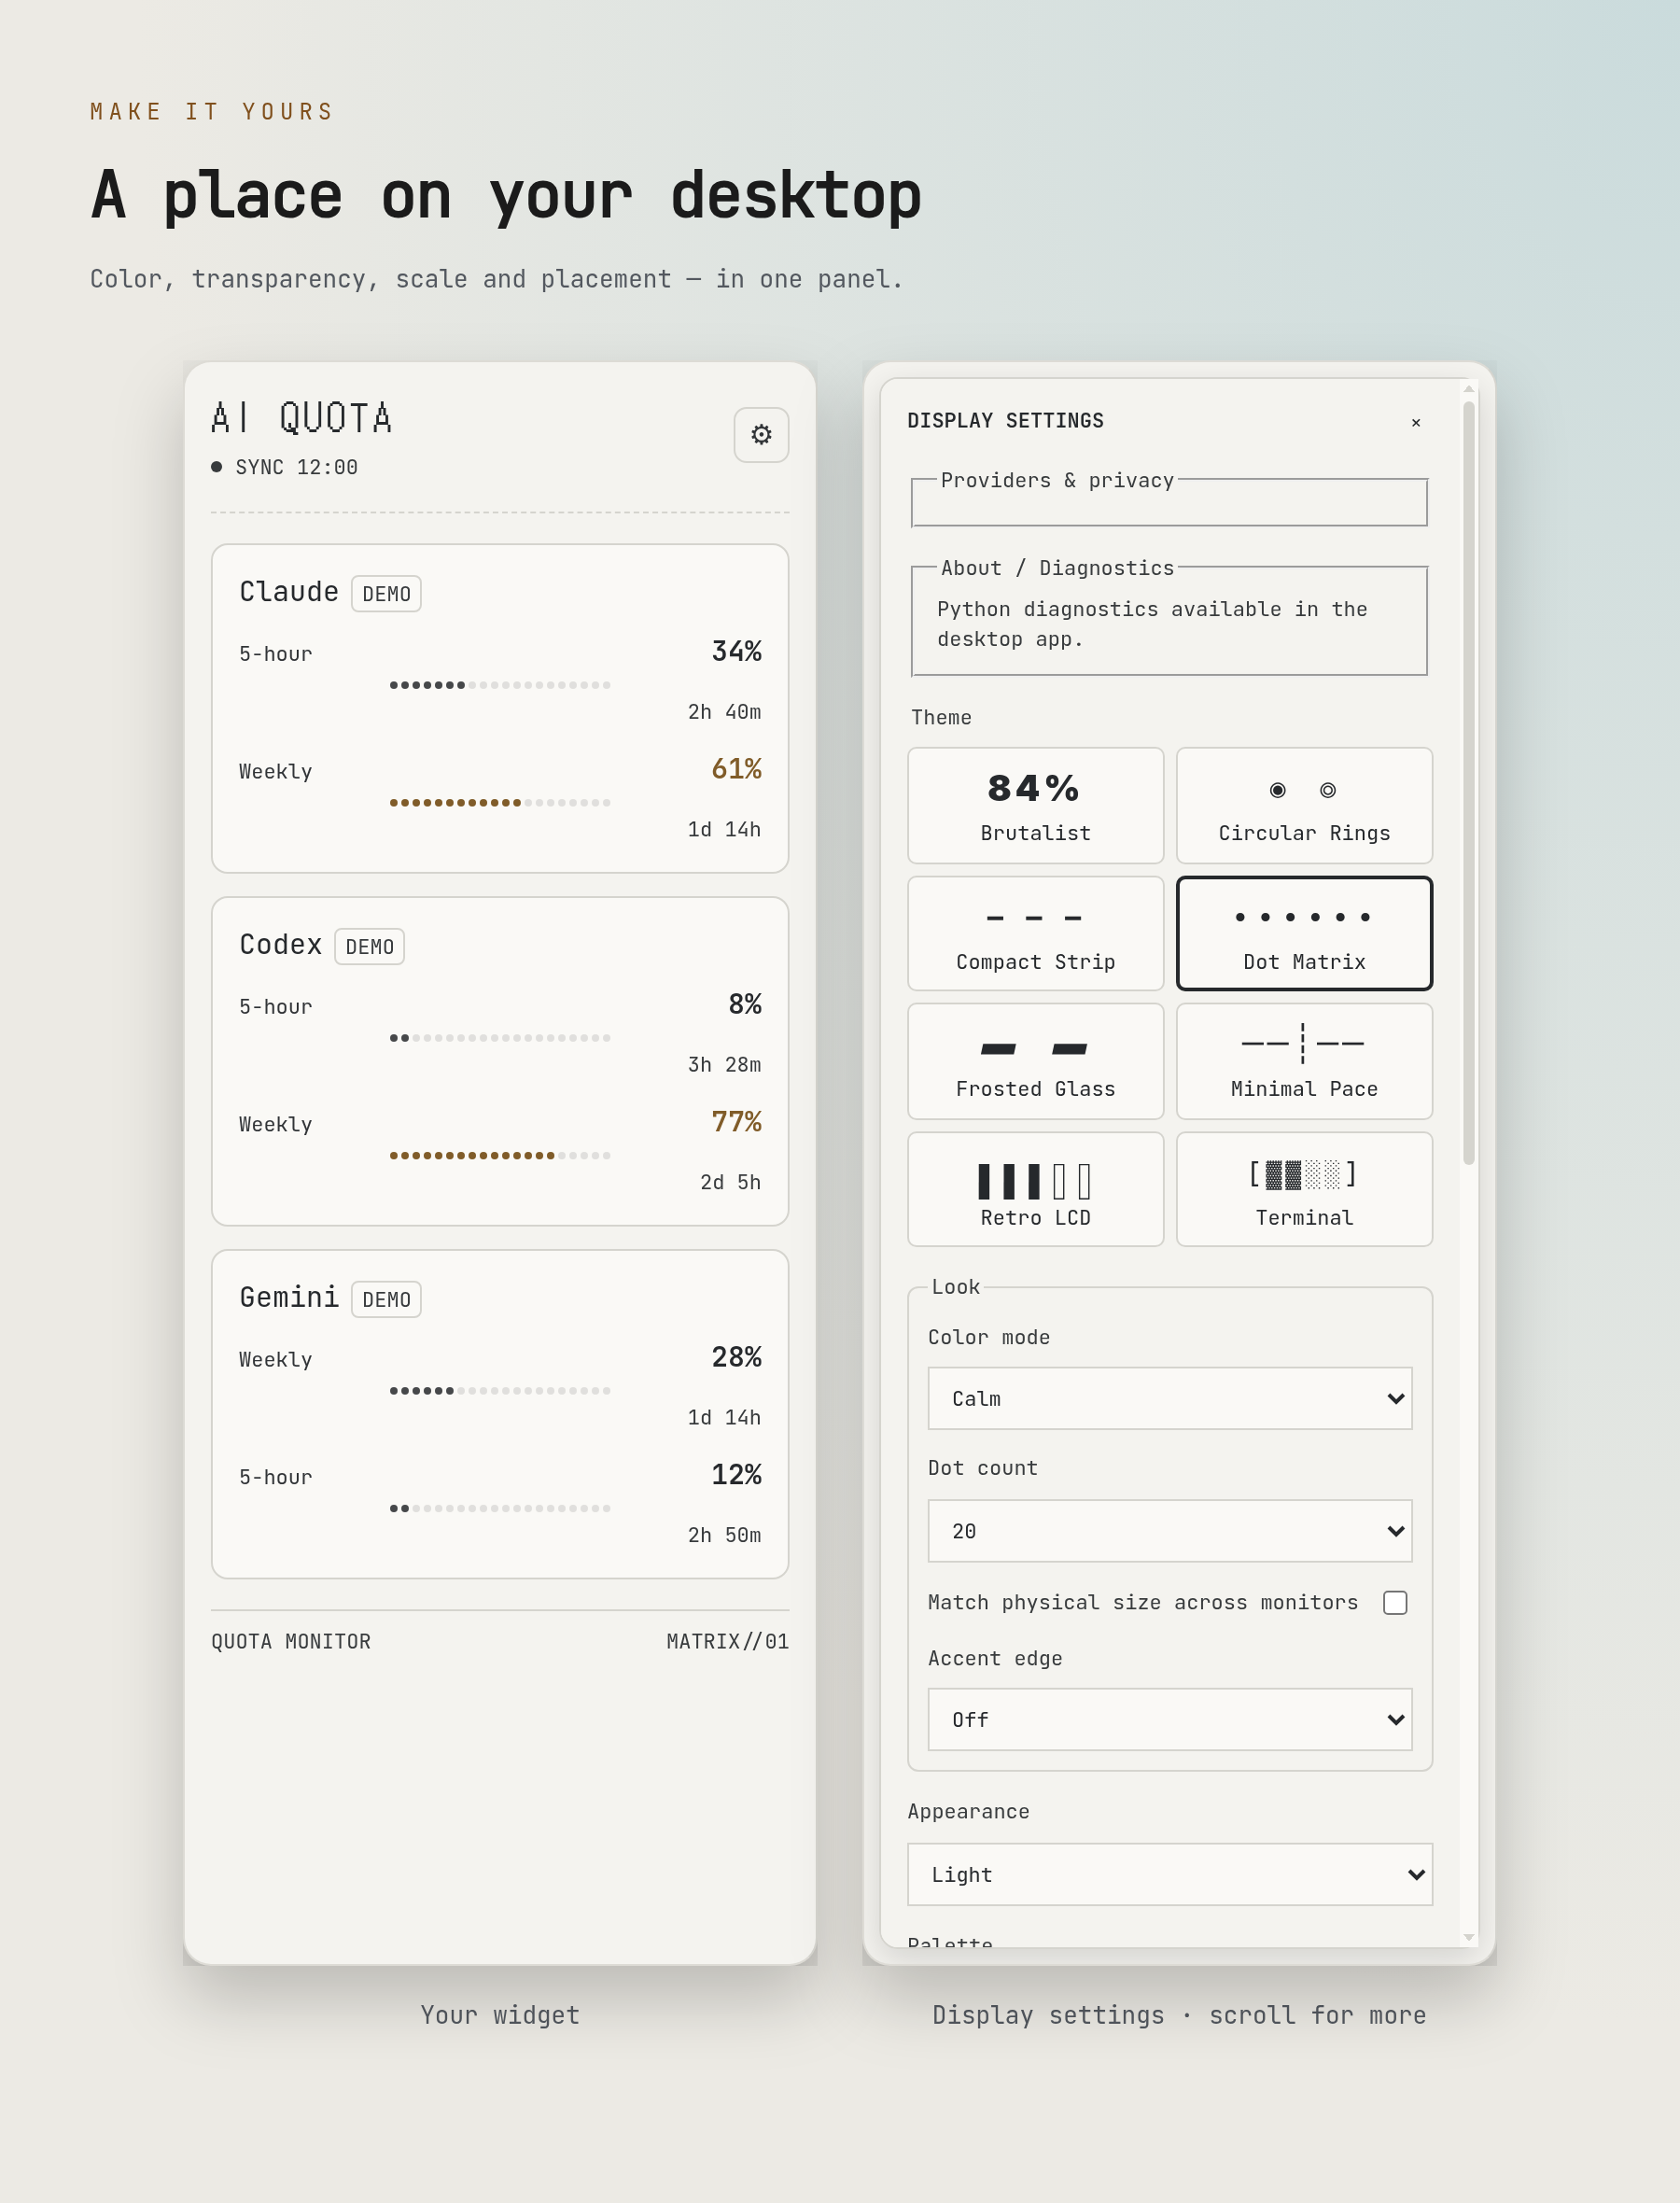 MAKE IT YOURS
A place on your desktop
Color, transparency, scale and placement — in one panel.
AI QUOTA
SYNC 12:00
Claude DEMO
5-hour 34%
2h 40m
Weekly 61%
1d 14h
Codex DEMO
5-hour 8%
3h 28m
Weekly 77%
2d 5h
Gemini DEMO
Weekly 28%
1d 14h
5-hour 12%
2h 50m
QUOTA MONITOR MATRIX//01
Your widget
DISPLAY SETTINGS ×
Providers & privacy
About / Diagnostics
Python diagnostics available in the
desktop app.
Theme
84%
Brutalist
Circular Rings
Compact Strip
Dot Matrix
Frosted Glass
Minimal Pace
Retro LCD
[▓▓░░]
Terminal
Look
Color mode
Calm
Dot count
20
Match physical size across monitors
Accent edge
Off
Appearance
Light
Palette
Display settings · scroll for more